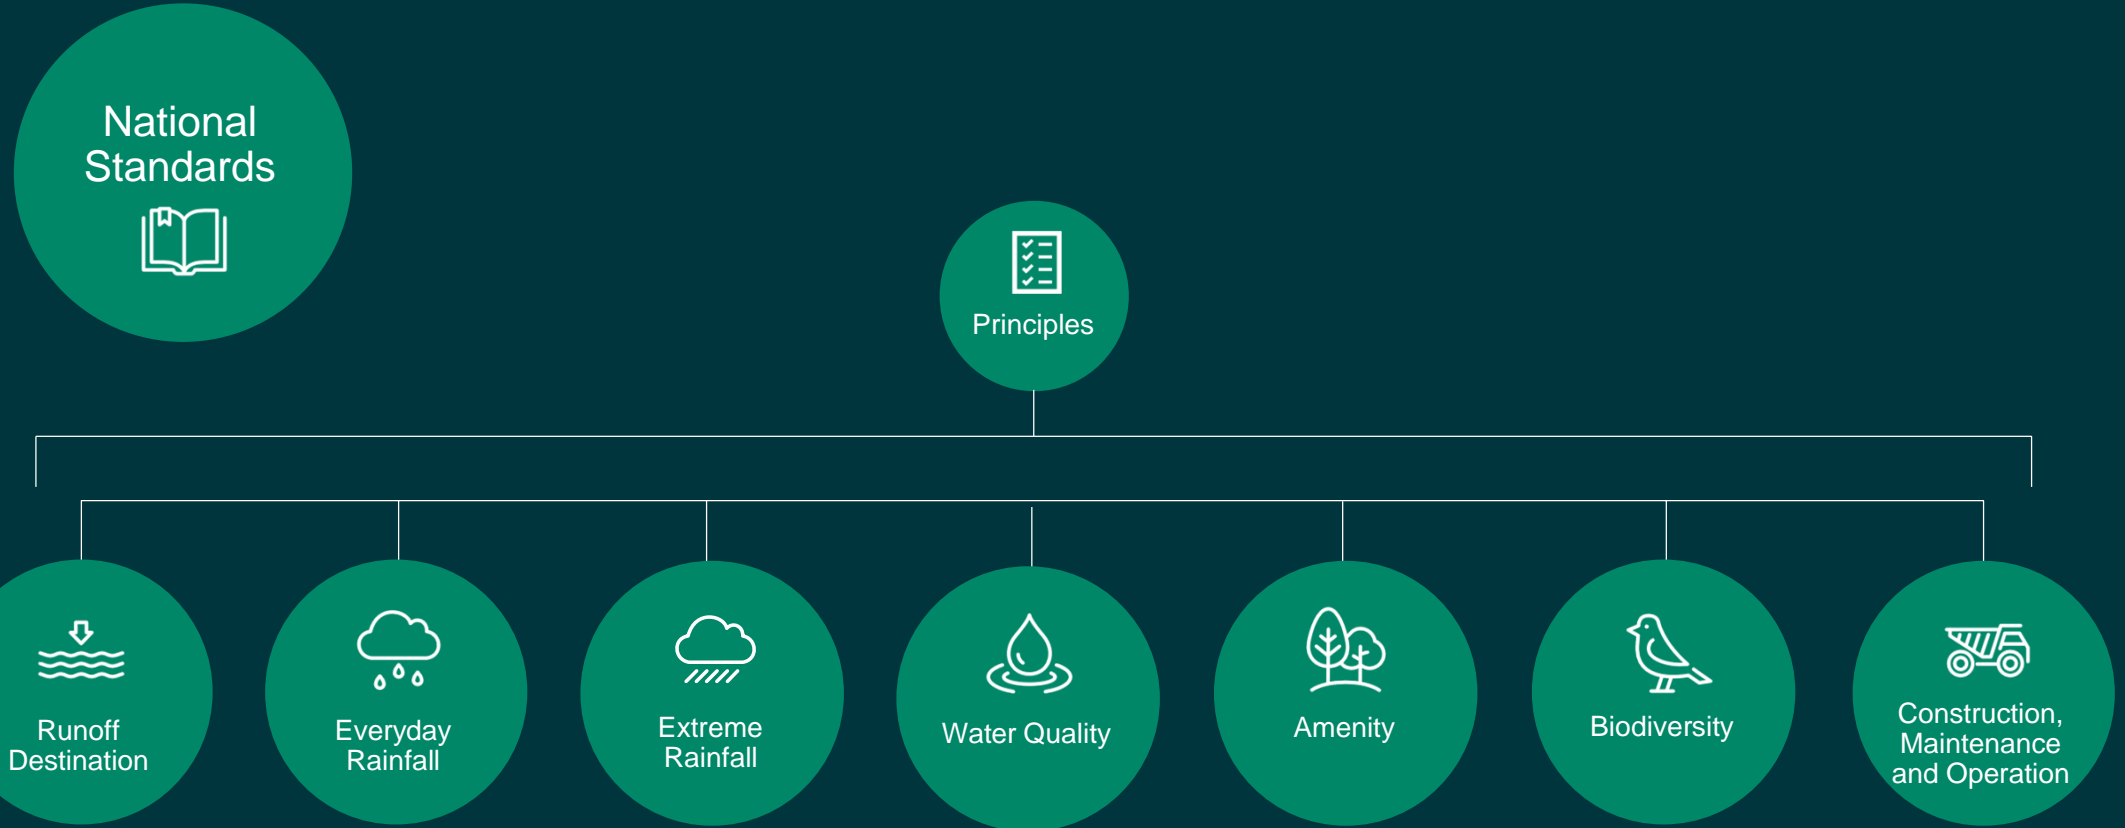 National
Standards
Principles
Runoff
Destination
Everyday
Rainfall
Extreme
Rainfall
Water Quality
Amenity
Biodiversity
Construction,
Maintenance
and Operation